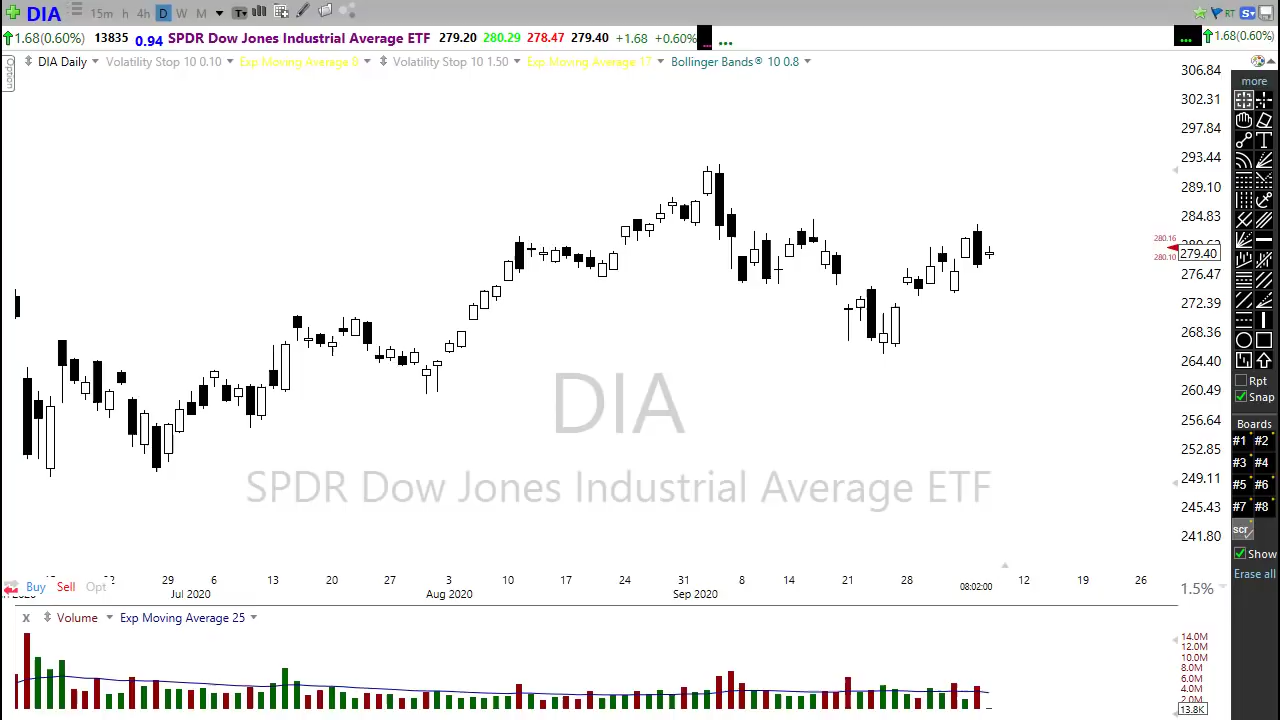 DIA 15m h 4h D W M T RT S
1.68(0.60%) 13835 0.94 SPDR Dow Jones Industrial Average ETF 279.20 280.29 278.47 279.40 +1.68 +0.60% ... ... ... 1.68(0.60%)
Option DIA Daily Volatility Stop 10 0.10 Exp Moving Average 8 Volatility Stop 10 1.50 Exp Moving Average 17 Bollinger Bands® 10 0.8
306.84
302.31
297.84
293.44
289.10
284.83
280.16
279.40
280.10
276.47
272.39
268.36
264.40
260.49
256.64
252.85
249.11
245.43
241.80
DIA
SPDR Dow Jones Industrial Average ETF
more
T
Rpt
Snap
Boards
#1 #2
#3 #4
#5 #6
#7 #8
scr
Show
Erase all
29 6 13 20 27 3 10 17 24 31 8 14 21 28 12 19 26
Buy Sell Opt Jul 2020 Aug 2020 Sep 2020 08:02:00 1.5%
x Volume Exp Moving Average 25
14.0M
12.0M
10.0M
8.0M
6.0M
4.0M
2.0M
13.8K